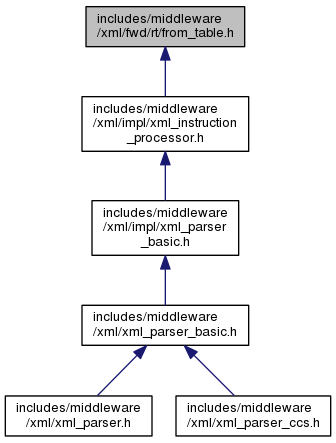 includes/middleware
/xml/fwd/rt/from_table.h
includes/middleware
/xml/impl/xml_instruction
_processor.h
includes/middleware
/xml/impl/xml_parser
_basic.h
includes/middleware
/xml/xml_parser_basic.h
includes/middleware
/xml/xml_parser.h
includes/middleware
/xml/xml_parser_ccs.h